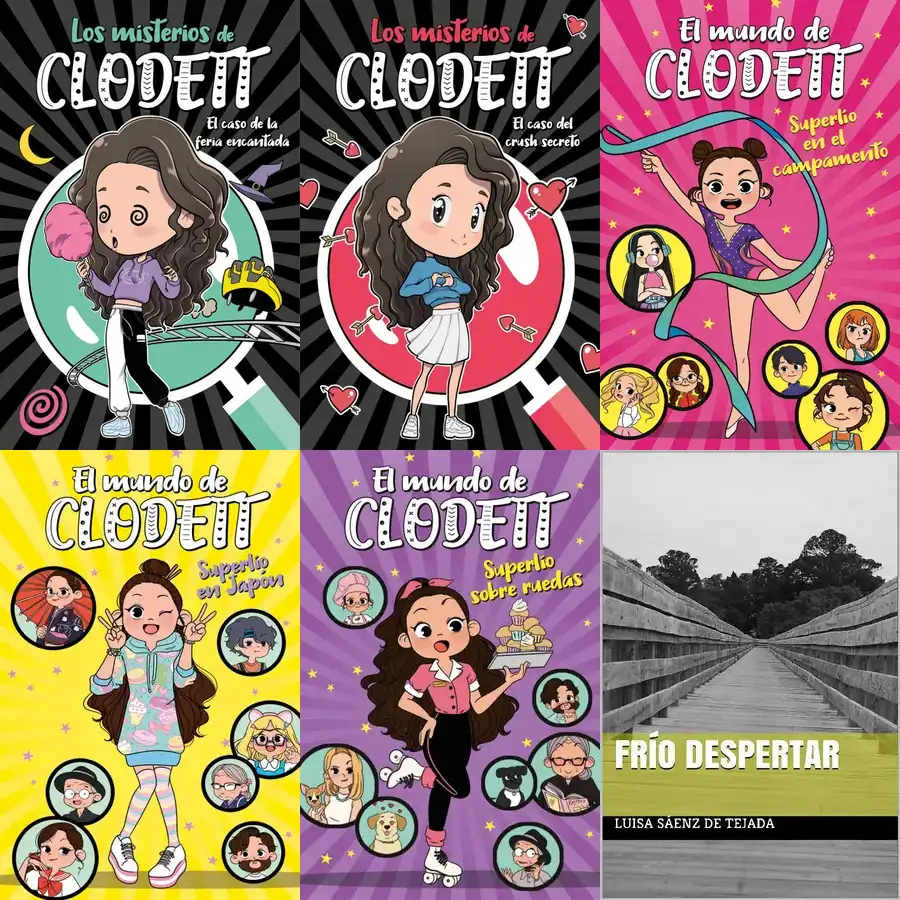 Los misterios de
CLODETT
El caso de la
feria encantada
Los misterios de
CLODETT
El caso del
crush secreto
El mundo de
CLODETT
Superlío
en el
campamento
El mundo de
CLODETT
Superlío
en Japón
El mundo de
CLODETT
Superlío
sobre ruedas
FRÍO DESPERTAR
LUISA SÁENZ DE TEJADA